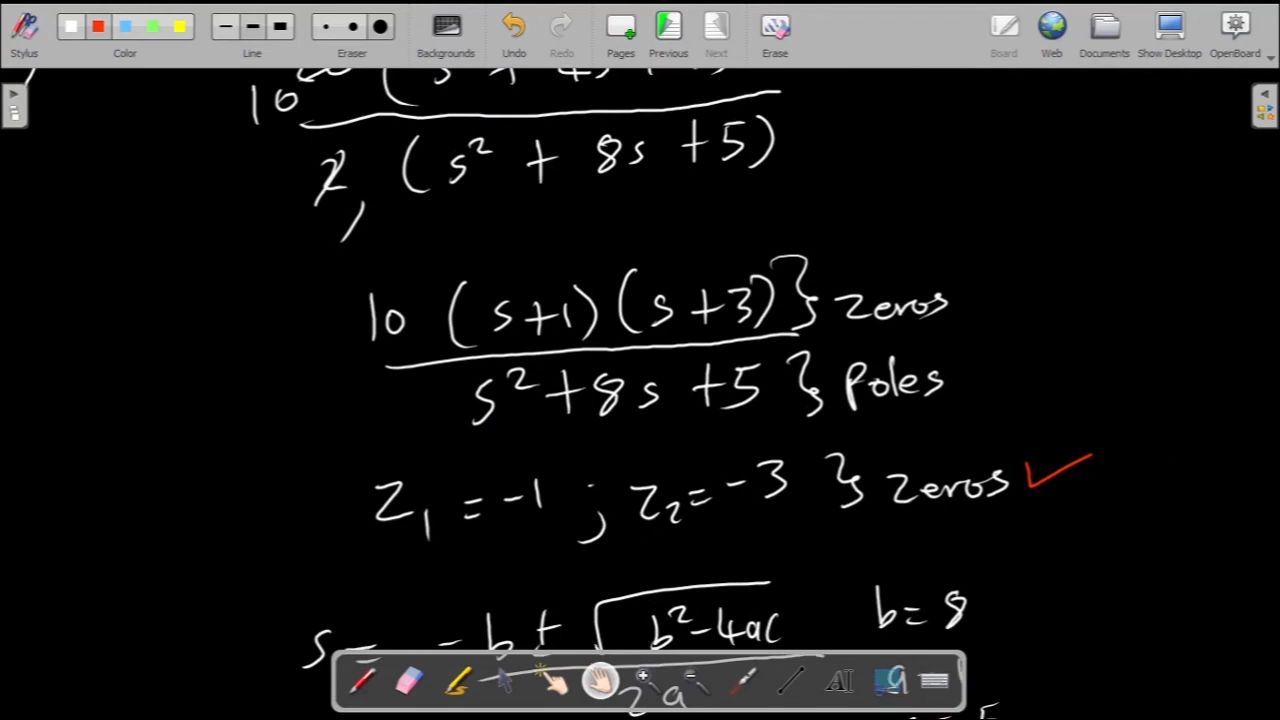 Stylus Color Line Eraser Backgrounds Undo Redo Pages Previous Next Erase Board Web Documents Show Desktop OpenBoard
10
2, (s² + 8s +5)
10 (s+1)(s+3)} zeros
s²+8s +5 } Poles
Z₁ = -1 ; Z₂ = -3 } zeros ✓
s = -b ± √b²-4ac b = 8
2a a